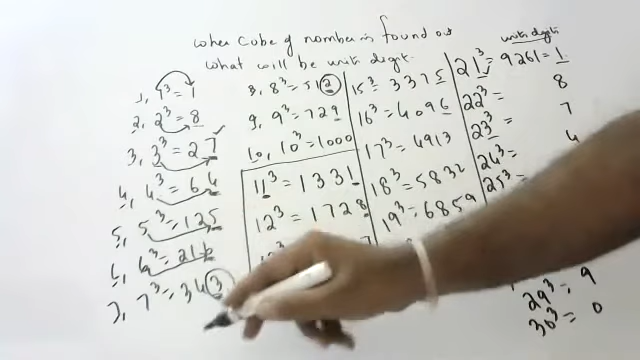 when cube of number is found out
what will be unit digit.
1, 1³ = 1
2, 2³ = 8
3, 3³ = 27
4, 4³ = 64
5, 5³ = 125
6, 6³ = 216
7, 7³ = 343
8, 8³ = 512
9, 9³ = 729
10, 10³ = 1000
11³ = 1331
12³ = 1728
15³ = 3375
16³ = 4096
17³ = 4913
18³ = 5832
19³ = 6859
unit digit
21³ = 9261 = 1
22³ = 8
23³ = 7
24³ = 4
25³ =
29³ = 9
30³ = 0